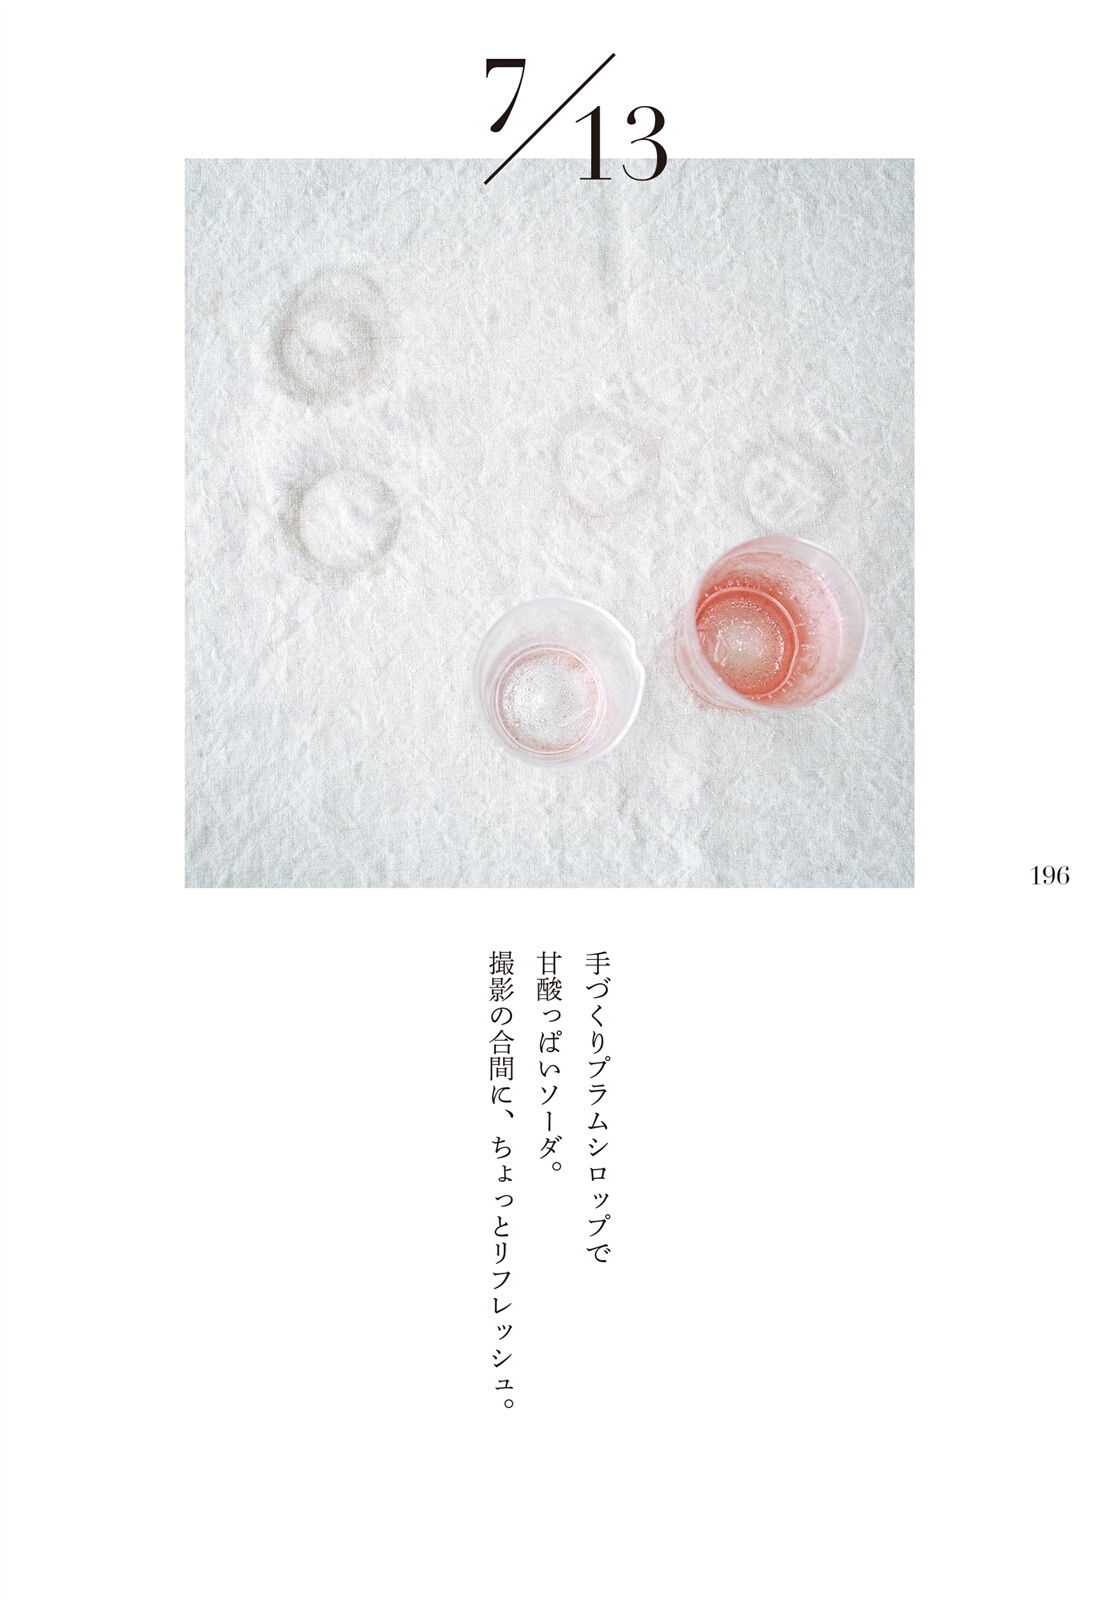 7/13
手づくりプラムシロップで
甘酸っぱいソーダ。
撮影の合間に、ちょっとリフレッシュ。
196